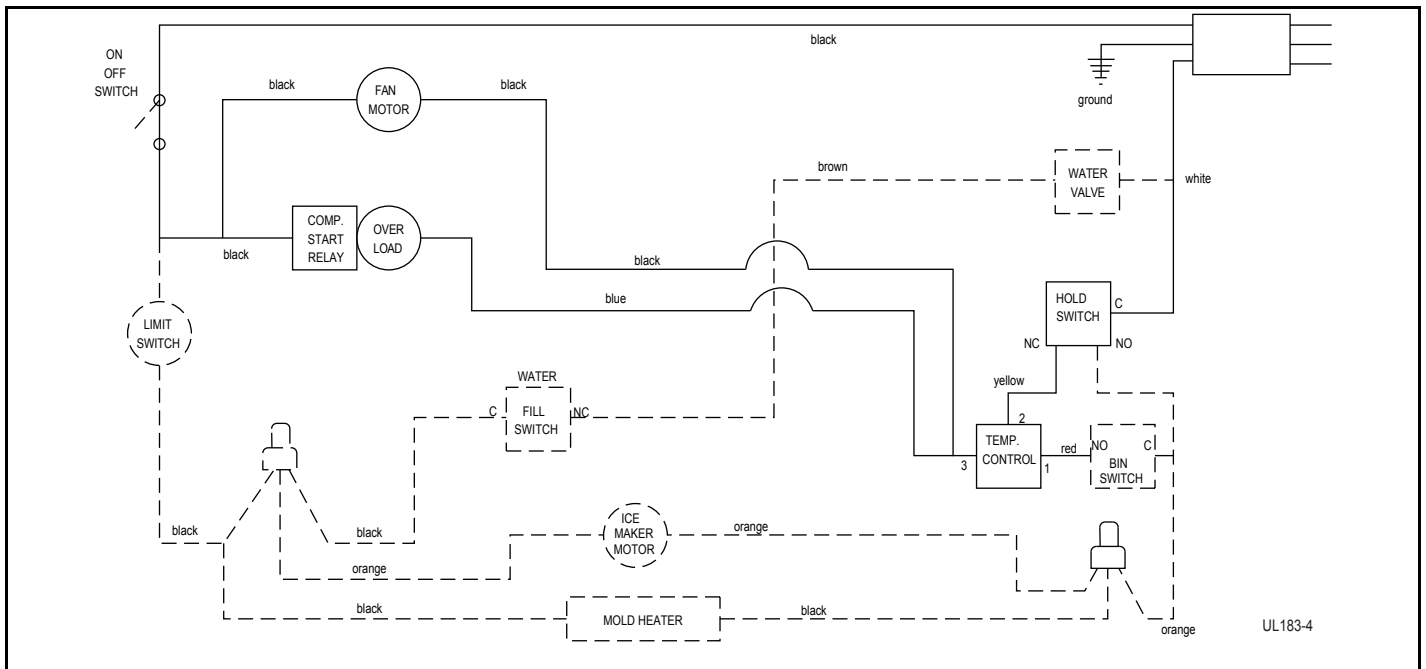 black
ON
OFF
SWITCH
black
FAN
MOTOR
black
ground
brown
WATER
VALVE
white
COMP.
START
RELAY
OVER
LOAD
black
black
blue
HOLD
SWITCH
C
NC
NO
LIMIT
SWITCH
WATER
C
FILL
SWITCH
NC
yellow
2
TEMP.
CONTROL
3
1
red
NO
C
BIN
SWITCH
black
black
ICE
MAKER
MOTOR
orange
orange
black
MOLD HEATER
black
orange
UL183-4